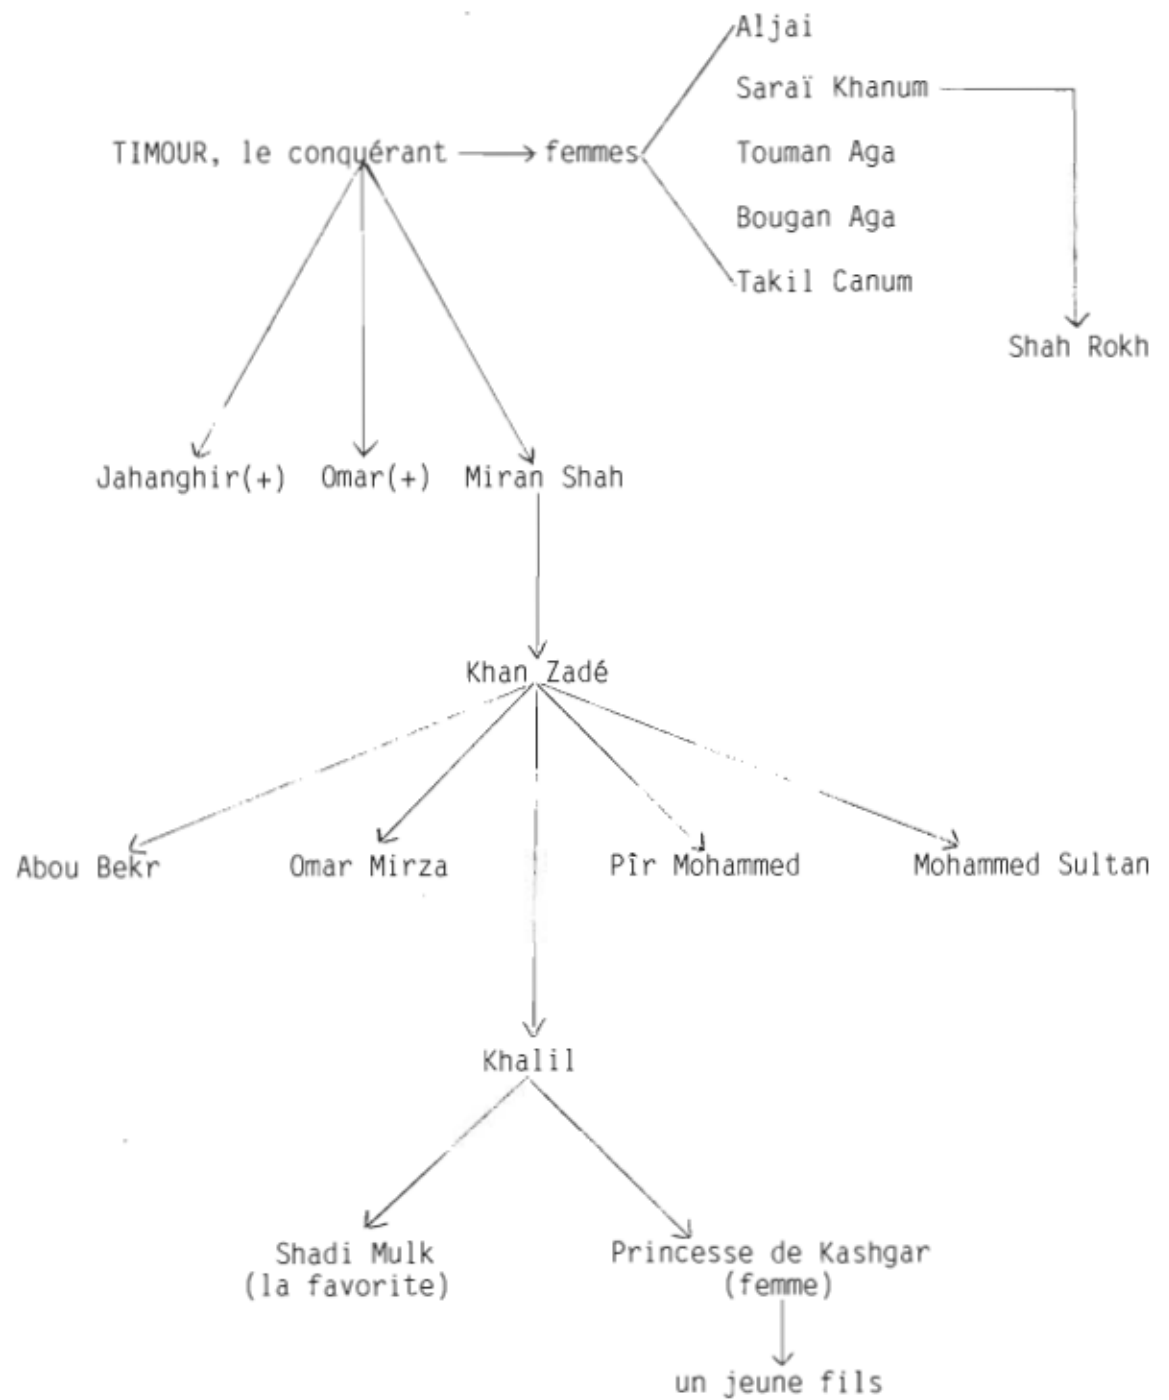 Aljai
Saraï Khanum
TIMOUR, le conquérant femmes Touman Aga
Bougan Aga
Takil Canum
Shah Rokh
Jahanghir(+) Omar(+) Miran Shah
Khan Zadé
Abou Bekr Omar Mirza Pîr Mohammed Mohammed Sultan
Khalil
Shadi Mulk Princesse de Kashgar
(la favorite) (femme)
un jeune fils